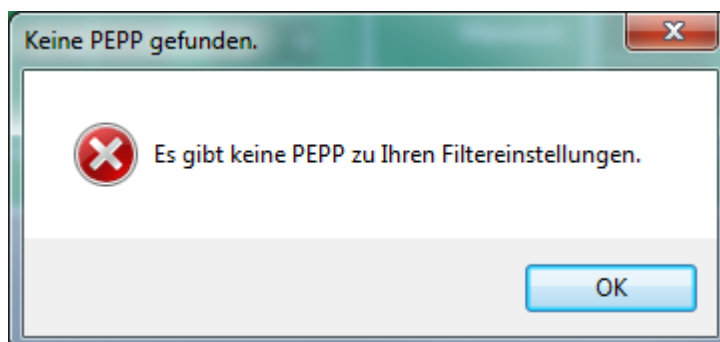 Keine PEPP gefunden.
Es gibt keine PEPP zu Ihren Filtereinstellungen.
OK